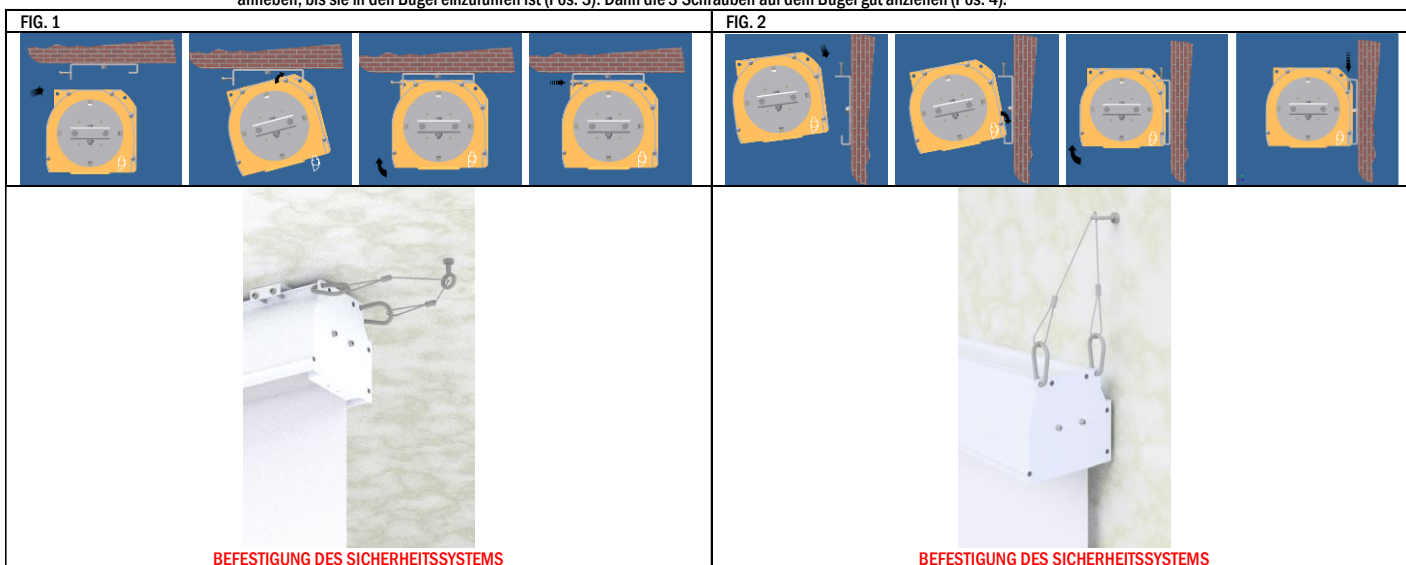 anheben, bis sie in den Bügel einzuführen ist (Pos. 3). Dann die 3 Schrauben auf dem Bügel gut anziehen (Pos. 4).
FIG. 1
FIG. 2
BEFESTIGUNG DES SICHERHEITSSYSTEMS
BEFESTIGUNG DES SICHERHEITSSYSTEMS